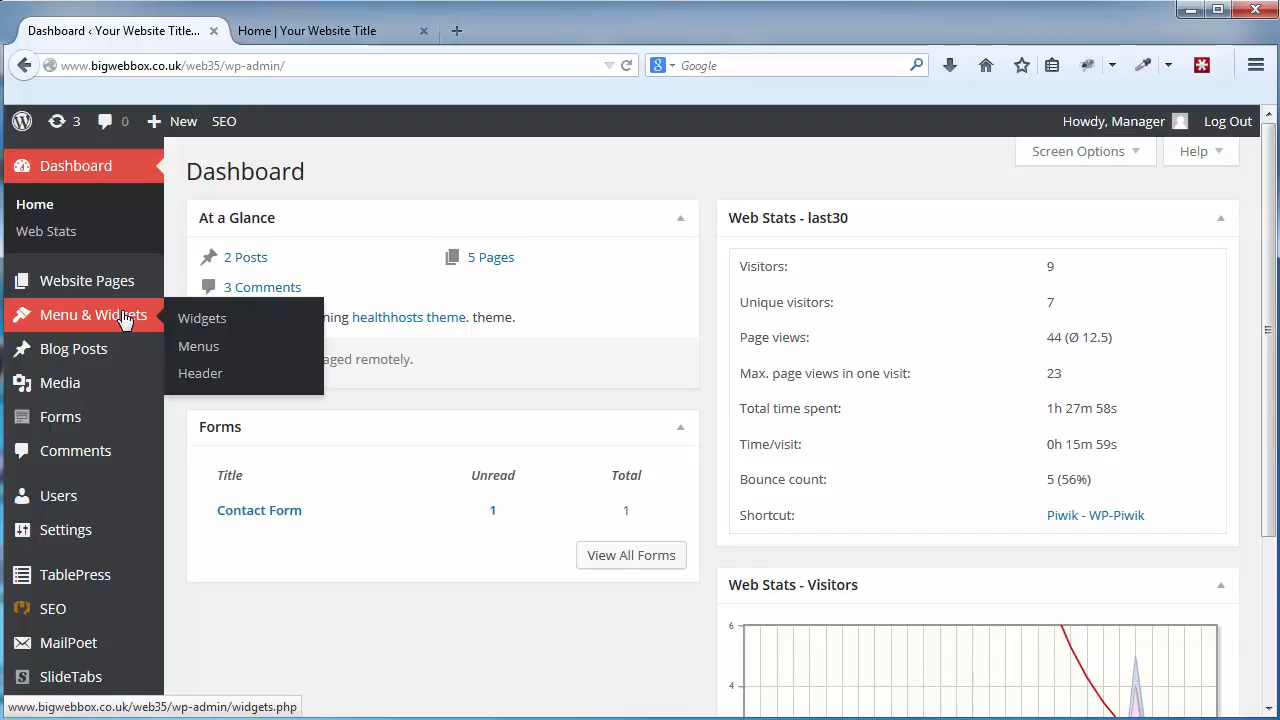 Dashboard ‹ Your Website Title...
Home | Your Website Title
www.bigwebbox.co.uk/web35/wp-admin/
Google
3
0
New
SEO
Howdy, Manager
Log Out
Dashboard
Home
Web Stats
Website Pages
Menu & Widgets
Blog Posts
Media
Forms
Comments
Users
Settings
TablePress
SEO
MailPoet
SlideTabs
Widgets
Menus
Header
Dashboard
Screen Options
Help
At a Glance
2 Posts
5 Pages
3 Comments
ning healthhosts theme. theme.
aged remotely.
Forms
Title Unread Total
Contact Form 1 1
View All Forms
Web Stats - last30
Visitors: 9
Unique visitors: 7
Page views: 44 (Ø 12.5)
Max. page views in one visit: 23
Total time spent: 1h 27m 58s
Time/visit: 0h 15m 59s
Bounce count: 5 (56%)
Shortcut: Piwik - WP-Piwik
Web Stats - Visitors
6
4
www.bigwebbox.co.uk/web35/wp-admin/widgets.php